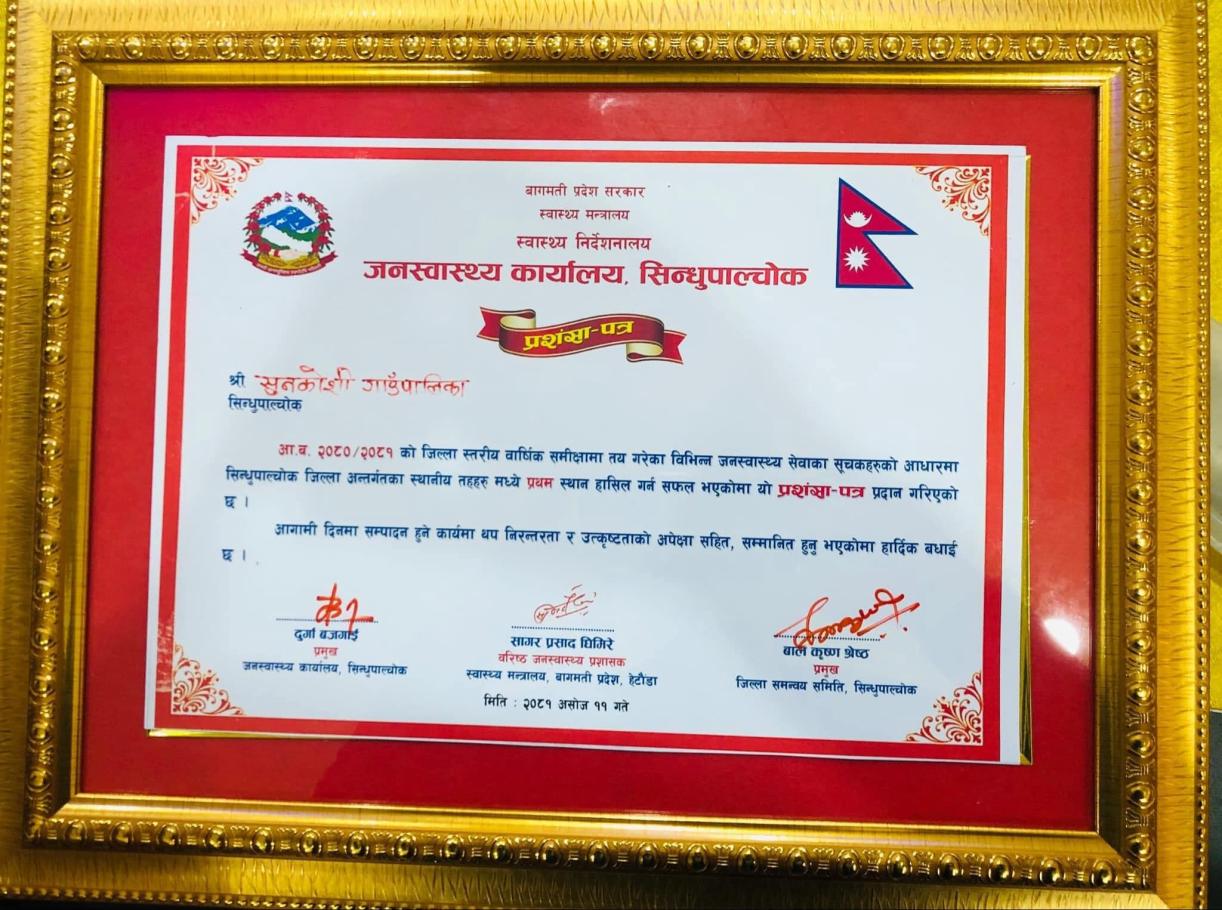 बागमती प्रदेश सरकार
स्वास्थ्य मन्त्रालय
स्वास्थ्य निर्देशनालय
जनस्वास्थ्य कार्यालय, सिन्धुपाल्चोक
प्रशंसा-पत्र
श्री सुनकोशी गाउँपालिका
सिन्धुपाल्चोक
आ.ब. २०८०/२०८१ को जिल्ला स्तरीय वार्षिक समीक्षामा तय गरेका विभिन्न जनस्वास्थ्य सेवाका सूचकहरुको आधारमा
सिन्धुपाल्चोक जिल्ला अन्तर्गतका स्थानीय तहहरु मध्ये प्रथम स्थान हासिल गर्न सफल भएकोमा यो प्रशंसा-पत्र प्रदान गरिएको
छ ।
आगामी दिनमा सम्पादन हुने कार्यमा थप निरन्तरता र उत्कृष्टताको अपेक्षा सहित, सम्मानित हुनु भएकोमा हार्दिक बधाई
छ ।
दुर्गा बजगाईं
प्रमुख
जनस्वास्थ्य कार्यालय, सिन्धुपाल्चोक
सागर प्रसाद घिमिरे
वरिष्ठ जनस्वास्थ्य प्रशासक
स्वास्थ्य मन्त्रालय, बागमती प्रदेश, हेटौंडा
बाल कृष्ण श्रेष्ठ
प्रमुख
जिल्ला समन्वय समिति, सिन्धुपाल्चोक
मिति : २०८१ असोज ११ गते